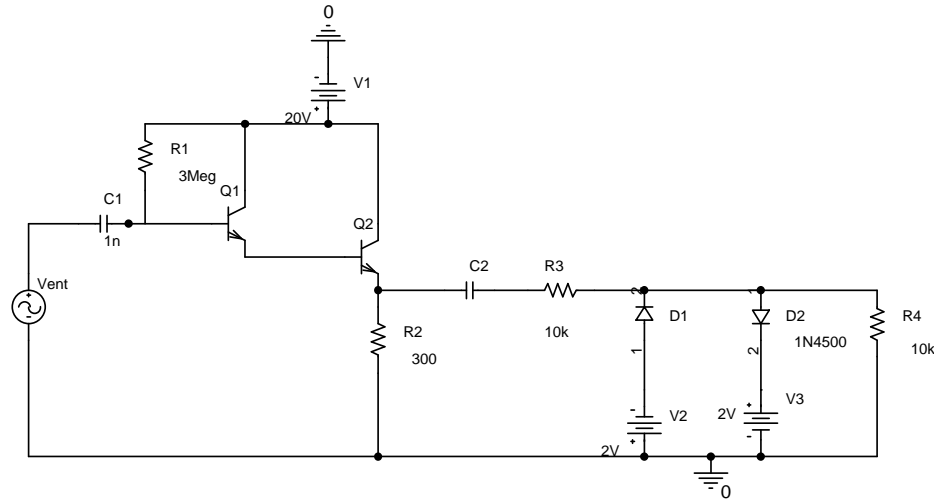 0
-
V1
+
20V
R1
3Meg
Q1
C1
1n
Q2
Vent
+
-
C2
R3
10k
R2
300
2
D1
1
1
D2
1N4500
2
R4
10k
-
V2
+
2V
+
2V
V3
-
0